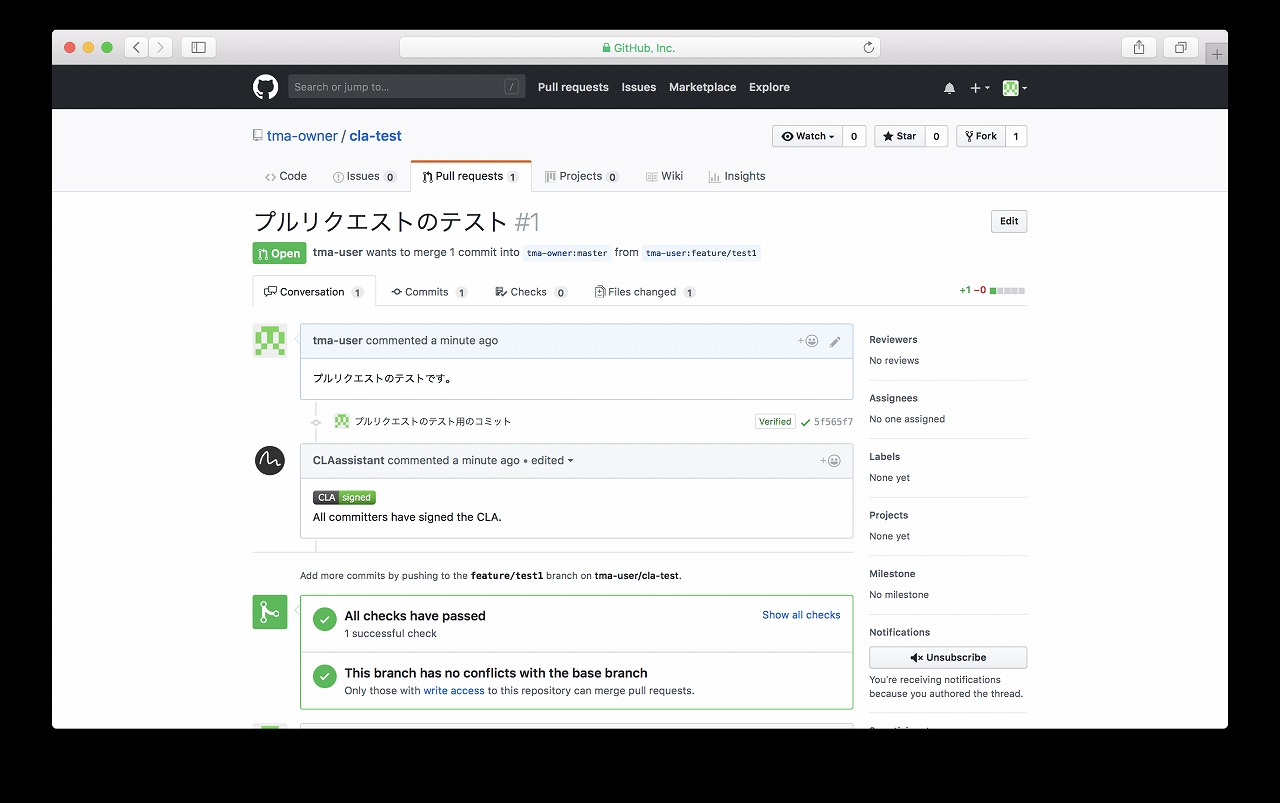 GitHub, Inc.
Search or jump to... /
Pull requests Issues Marketplace Explore
tma-owner / cla-test
Watch 0 Star 0 Fork 1
Code Issues 0 Pull requests 1 Projects 0 Wiki Insights
プルリクエストのテスト #1
Edit
Open tma-user wants to merge 1 commit into tma-owner:master from tma-user:feature/test1
Conversation 1 Commits 1 Checks 0 Files changed 1
+1 −0
tma-user commented a minute ago
プルリクエストのテストです。
プルリクエストのテスト用のコミット Verified 5f565f7
CLAassistant commented a minute ago • edited
CLA signed
All committers have signed the CLA.
Add more commits by pushing to the feature/test1 branch on tma-user/cla-test.
All checks have passed
1 successful check
Show all checks
This branch has no conflicts with the base branch
Only those with write access to this repository can merge pull requests.
Reviewers
No reviews
Assignees
No one assigned
Labels
None yet
Projects
None yet
Milestone
No milestone
Notifications
Unsubscribe
You're receiving notifications
because you authored the thread.